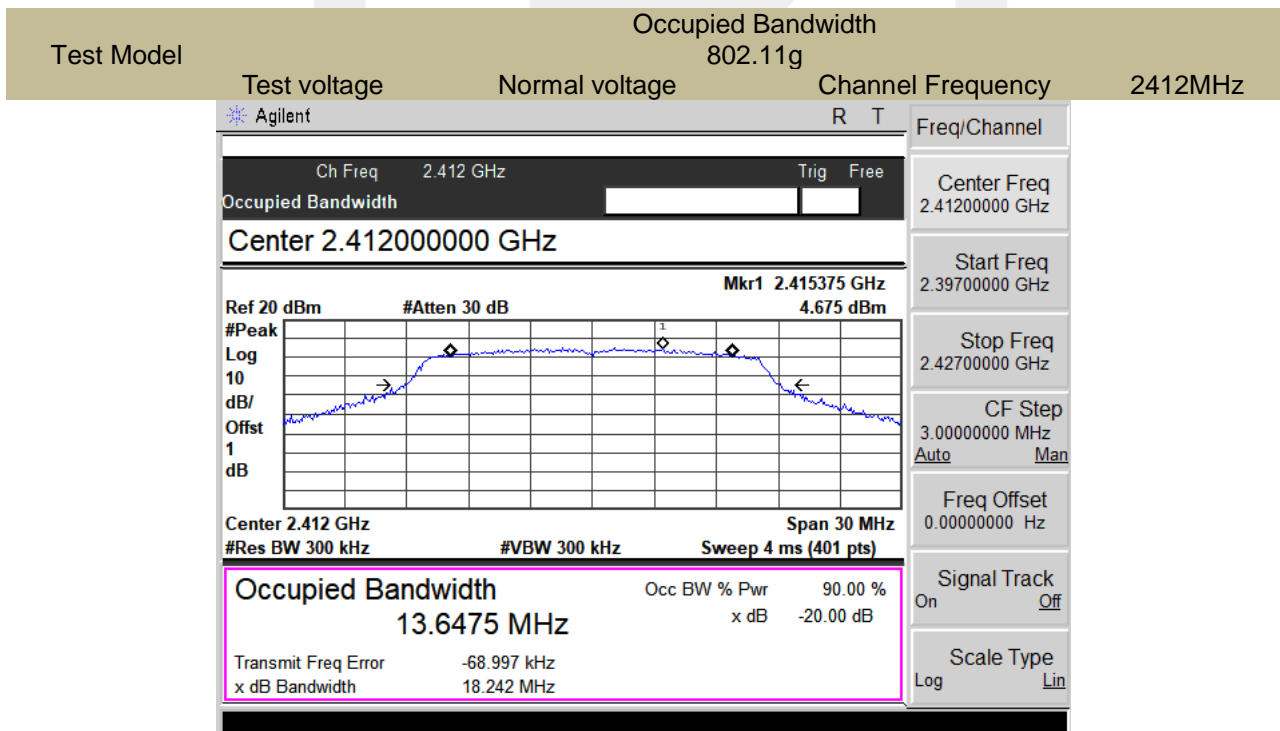 Occupied Bandwidth
Test Model 802.11g
Test voltage Normal voltage Channel Frequency 2412MHz
Agilent R T
Freq/Channel
Ch Freq 2.412 GHz Trig Free
Occupied Bandwidth
Center 2.412000000 GHz
Mkr1 2.415375 GHz
Ref 20 dBm #Atten 30 dB 4.675 dBm
#Peak
Log
10
dB/
Offst
1
dB
1
Center 2.412 GHz Span 30 MHz
#Res BW 300 kHz #VBW 300 kHz Sweep 4 ms (401 pts)
Occupied Bandwidth Occ BW % Pwr 90.00 %
13.6475 MHz x dB -20.00 dB
Transmit Freq Error -68.997 kHz
x dB Bandwidth 18.242 MHz
Center Freq
2.41200000 GHz
Start Freq
2.39700000 GHz
Stop Freq
2.42700000 GHz
CF Step
3.00000000 MHz
Auto Man
Freq Offset
0.00000000 Hz
Signal Track
On Off
Scale Type
Log Lin